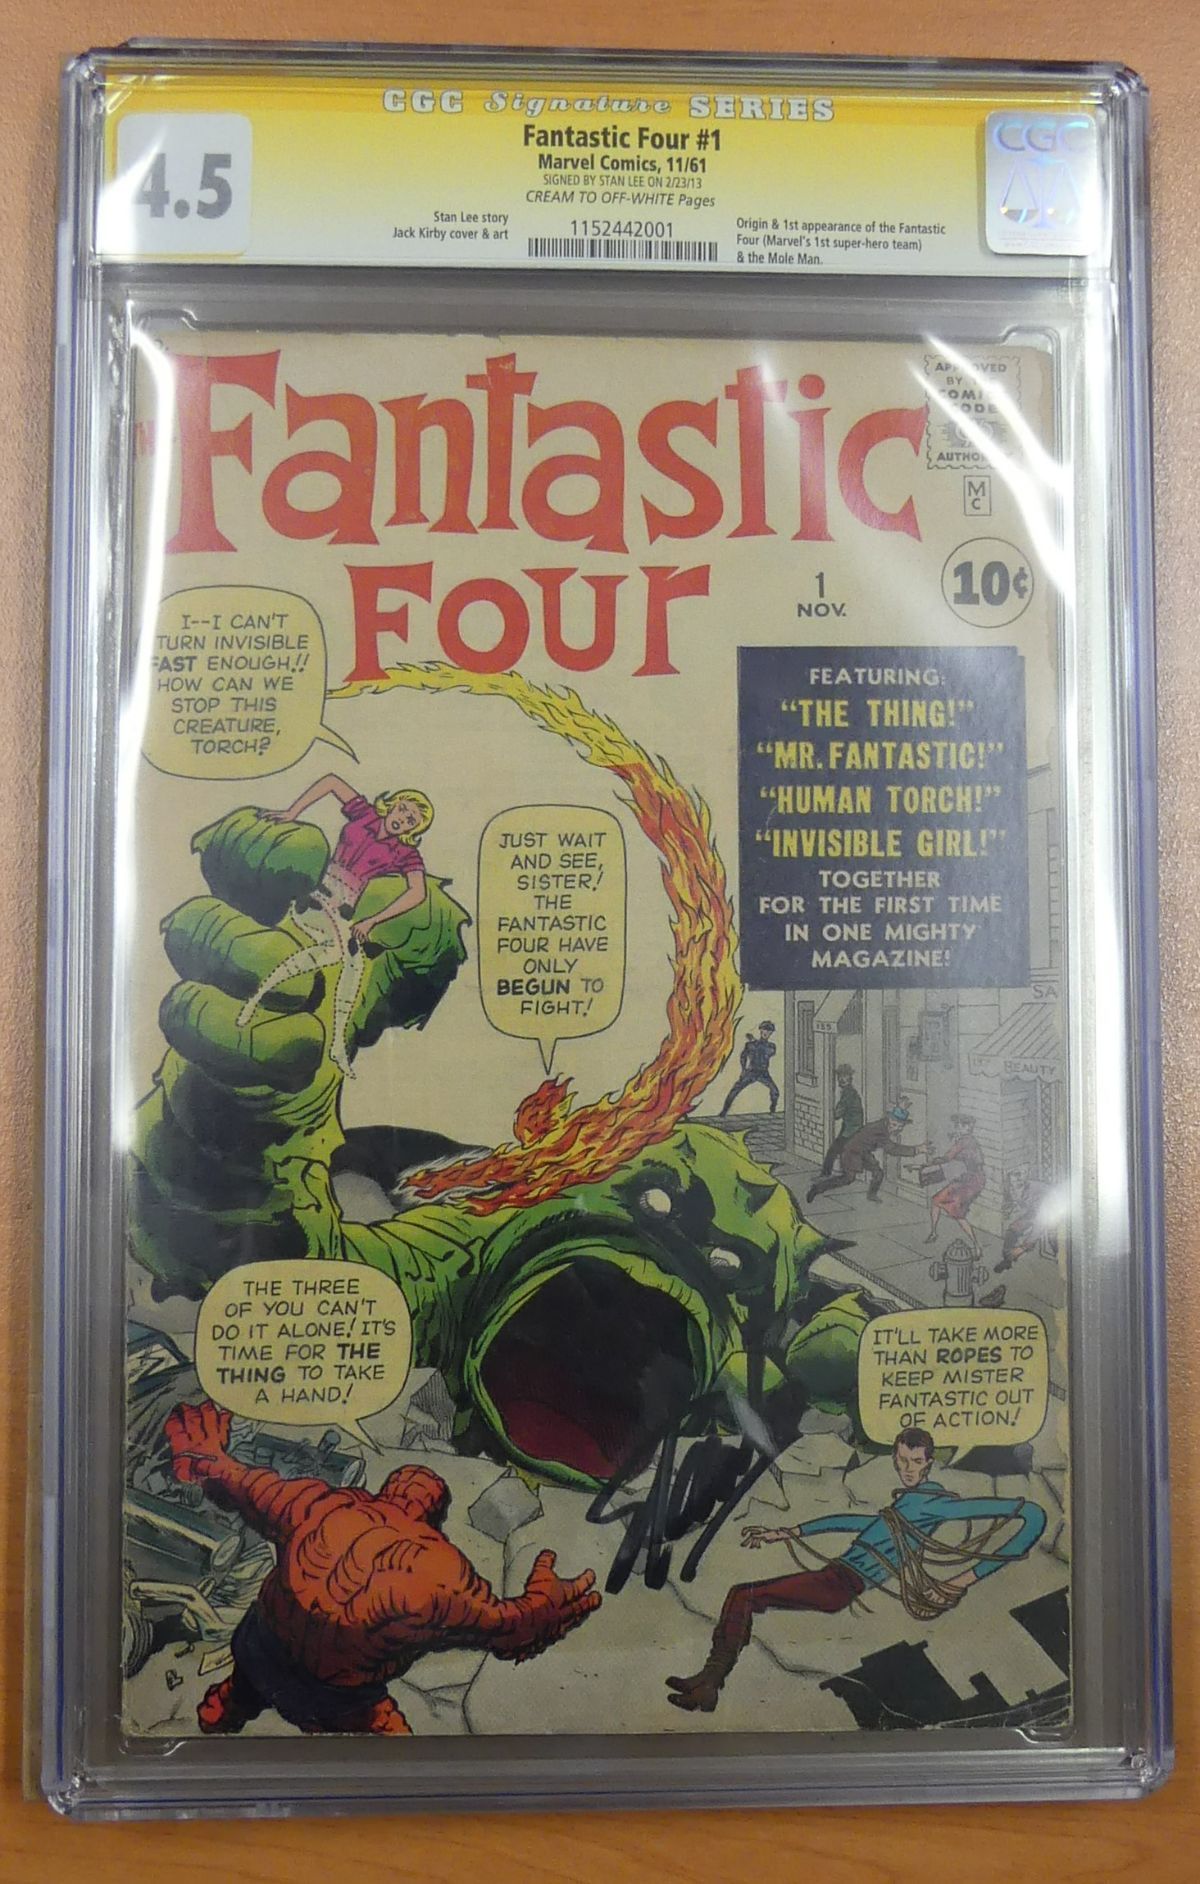 CGC Signature SERIES
4.5
Fantastic Four #1
Marvel Comics, 11/61
SIGNED BY STAN LEE ON 2/23/13
CREAM TO OFF-WHITE Pages
Stan Lee story
Jack Kirby cover & art
1152442001
Origin & 1st appearance of the Fantastic
Four (Marvel's 1st super-hero team)
& the Mole Man.
CGC
Fantastic
Four
APPROVED
BY THE
COMICS
CODE
AUTHORITY
M
C
1
NOV.
10¢
I--I CAN'T
TURN INVISIBLE
FAST ENOUGH!!
HOW CAN WE
STOP THIS
CREATURE,
TORCH?
FEATURING:
“THE THING!”
“MR. FANTASTIC!”
“HUMAN TORCH!”
“INVISIBLE GIRL!”
TOGETHER
FOR THE FIRST TIME
IN ONE MIGHTY
MAGAZINE!
JUST WAIT
AND SEE,
SISTER!
THE
FANTASTIC
FOUR HAVE
ONLY
BEGUN TO
FIGHT!
SA
BEAUTY
THE THREE
OF YOU CAN'T
DO IT ALONE! IT'S
TIME FOR THE
THING TO TAKE
A HAND!
IT'LL TAKE MORE
THAN ROPES TO
KEEP MISTER
FANTASTIC OUT
OF ACTION!
Stan Lee